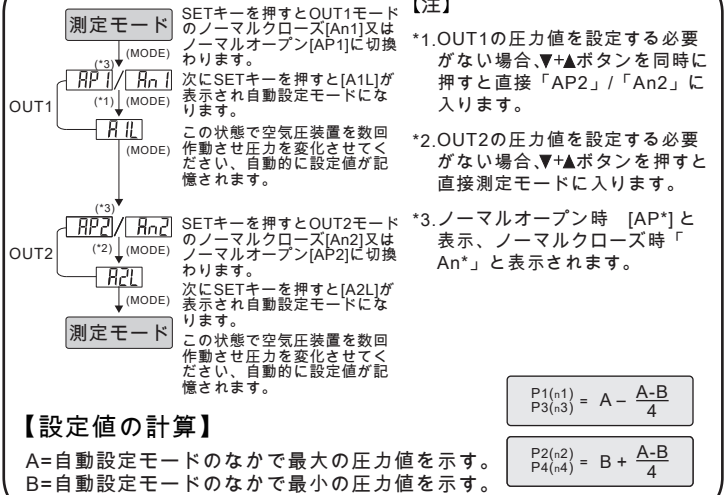 測定モード
(MODE)
(*3)
AP1/An1
OUT1
(*1) (MODE)
A1L
(MODE)
(*3)
AP2/An2
OUT2
(*2) (MODE)
A2L
(MODE)
測定モード
SETキーを押すとOUT1モード
のノーマルクローズ[An1]又は
ノーマルオープン[AP1]に切換
わります。
次にSETキーを押すと[A1L]が
表示され自動設定モードにな
ります。
この状態で空気圧装置を数回
作動させ圧力を変化させてく
ださい、自動的に設定値が記
憶されます。
SETキーを押すとOUT2モード
のノーマルクローズ[An2]又は
ノーマルオープン[AP2]に切換
わります。
次にSETキーを押すと[A2L]が
表示され自動設定モードにな
ります。
この状態で空気圧装置を数回
作動させ圧力を変化させてく
ださい、自動的に設定値が記
憶されます。
【注】
*1.OUT1の圧力値を設定する必要
がない場合、▼+▲ボタンを同時に
押すと直接「AP2」/「An2」に
入ります。
*2.OUT2の圧力値を設定する必要
がない場合、▼+▲ボタンを押すと
直接測定モードに入ります。
*3.ノーマルオープン時 [AP*]と
表示、ノーマルクローズ時「
An*」と表示されます。
【設定値の計算】
A=自動設定モードのなかで最大の圧力値を示す。
B=自動設定モードのなかで最小の圧力値を示す。
P1(n1)
P3(n3) = A – A-B/4
P2(n2)
P4(n4) = B + A-B/4